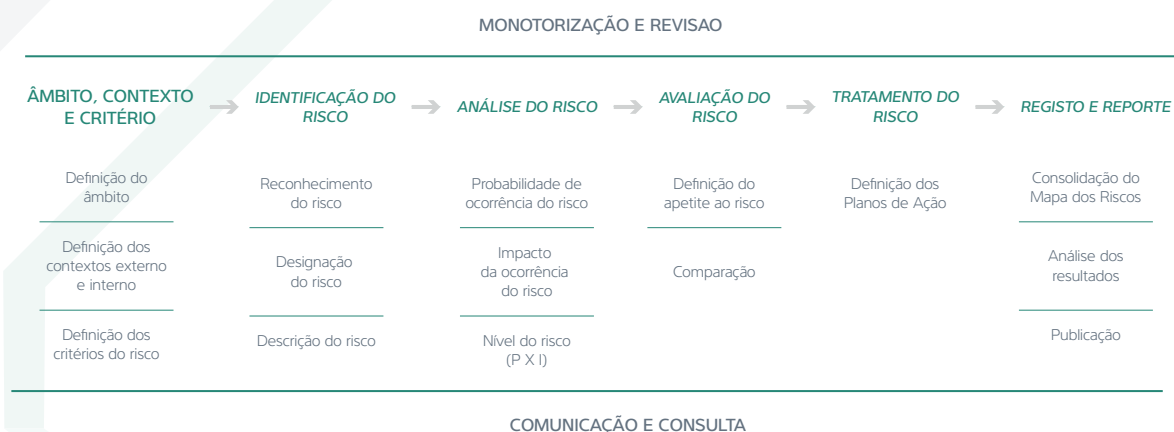 MONOTORIZAÇÃO E REVISAO
ÂMBITO, CONTEXTO
E CRITÉRIO
IDENTIFICAÇÃO DO
RISCO
ANÁLISE DO RISCO
AVALIAÇÃO DO
RISCO
TRATAMENTO DO
RISCO
REGISTO E REPORTE
Definição do
âmbito
Definição dos
contextos externo
e interno
Definição dos
critérios do risco
Reconhecimento
do risco
Designação
do risco
Descrição do risco
Probabilidade de
ocorrência do risco
Impacto
da ocorrência
do risco
Nível do risco
(P X I)
Definição do
apetite ao risco
Comparação
Definição dos
Planos de Ação
Consolidação do
Mapa dos Riscos
Análise dos
resultados
Publicação
COMUNICAÇÃO E CONSULTA